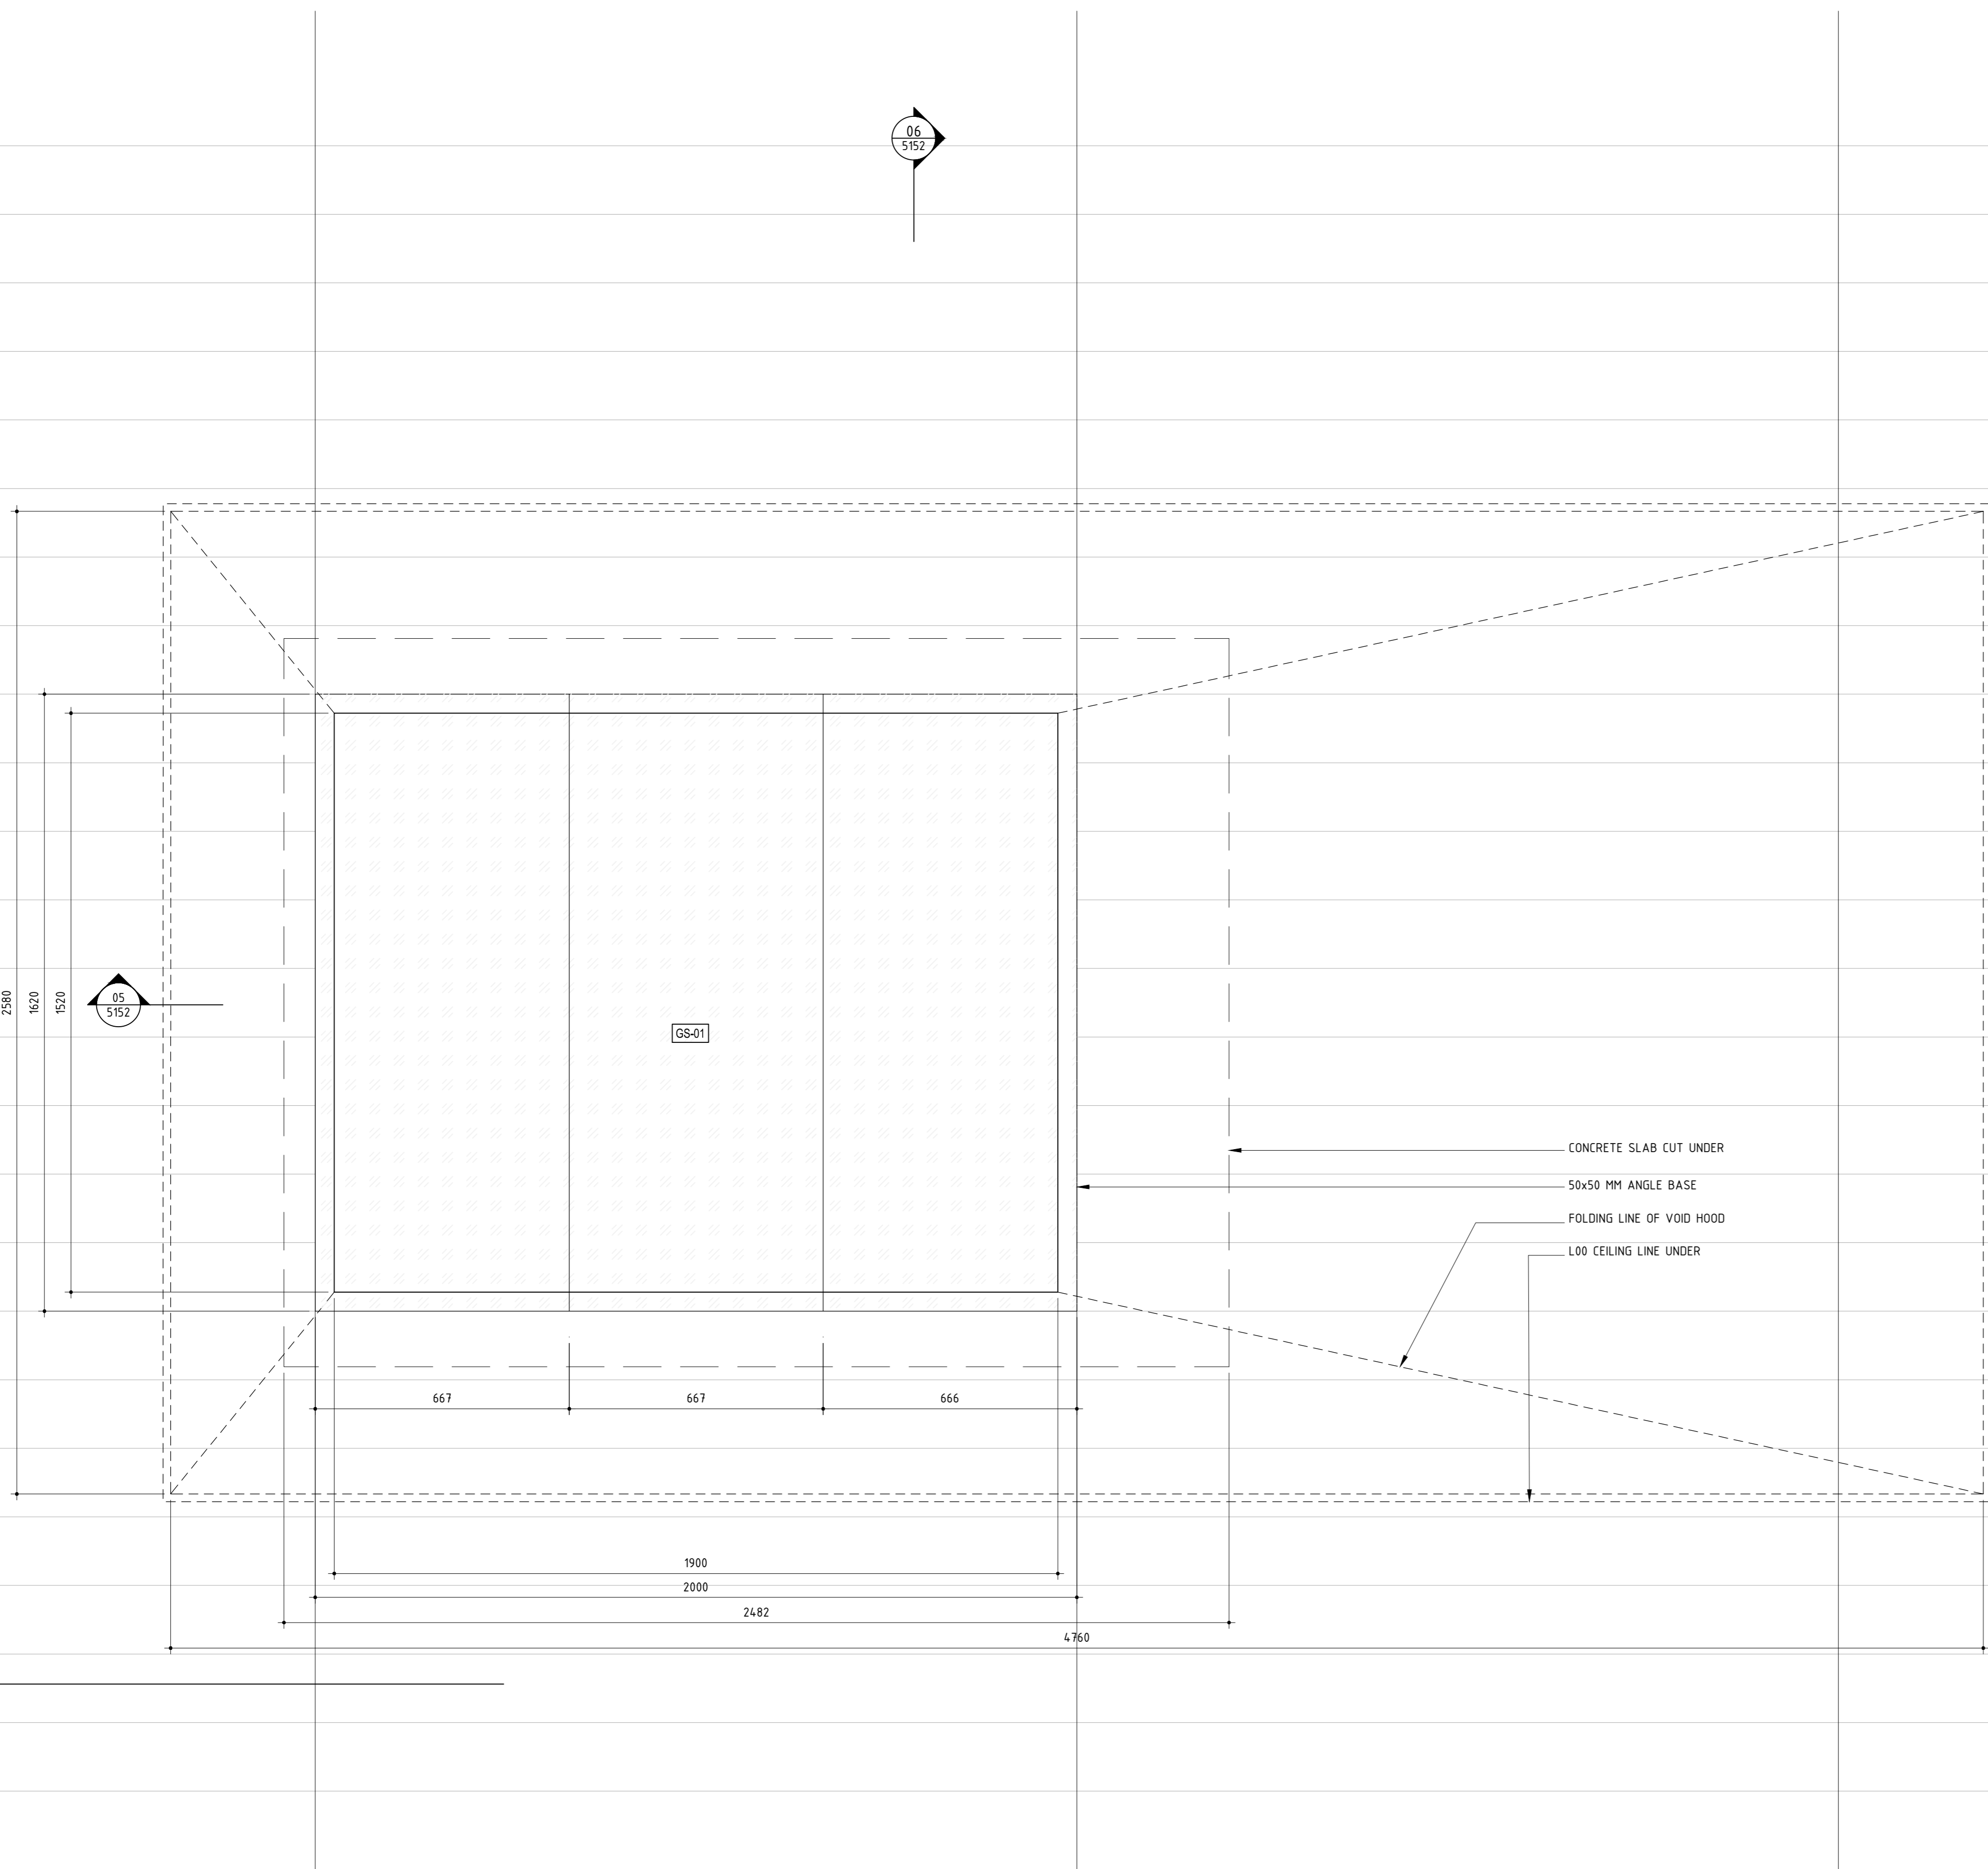 06
5152
2580
1620
1520
05
5152
GS-01
CONCRETE SLAB CUT UNDER
50x50 MM ANGLE BASE
FOLDING LINE OF VOID HOOD
L00 CEILING LINE UNDER
667
667
666
1900
2000
2482
4760